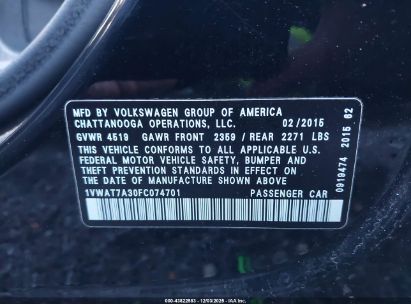 MFD BY VOLKSWAGEN GROUP OF AMERICA
CHATTANOOGA OPERATIONS, LLC. 02/2015
GVWR 4519 GAWR FRONT 2359 / REAR 2271 LBS
THIS VEHICLE CONFORMS TO ALL APPLICABLE U.S.
FEDERAL MOTOR VEHICLE SAFETY, BUMPER AND
THEFT PREVENTION STANDARDS IN EFFECT ON THE
DATE OF MANUFACTURE SHOWN ABOVE.
1VWAT7A30FC074701 PASSENGER CAR
0919474 2015 62